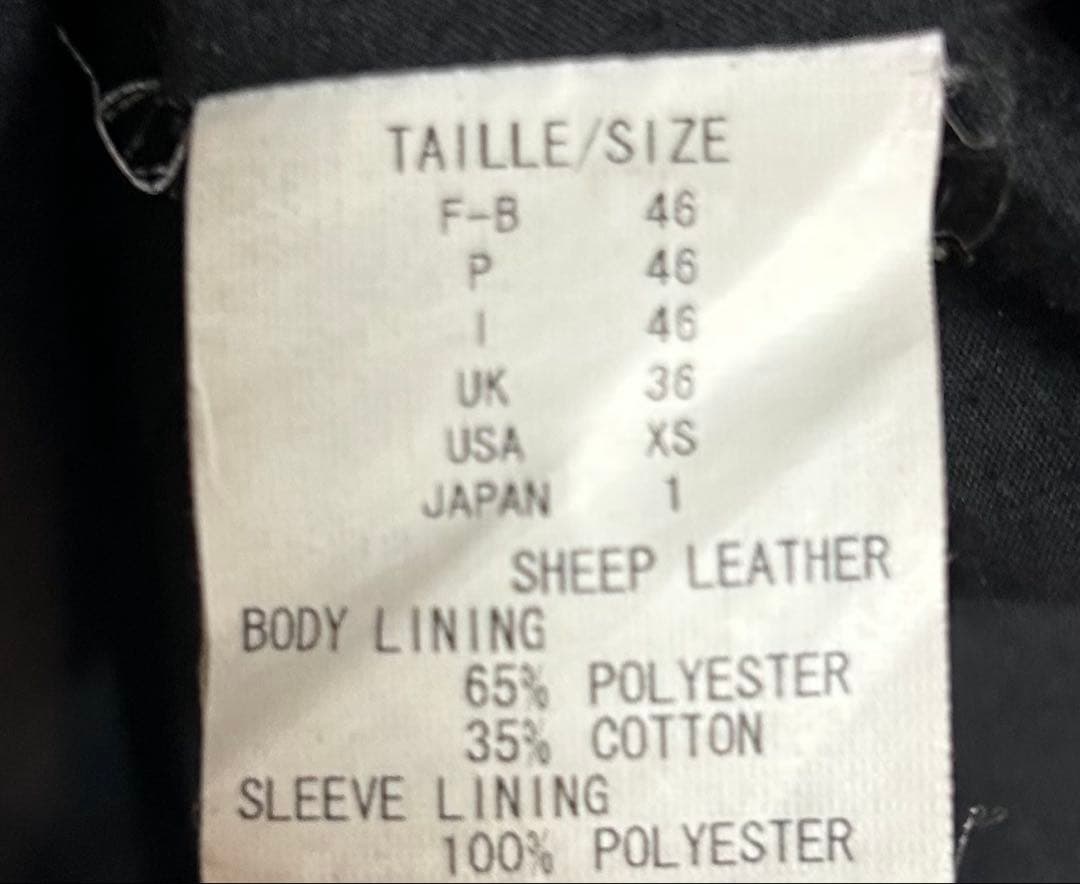 TAILLE/SIZE
F-B 46
P 46
I 46
UK 36
USA XS
JAPAN 1
SHEEP LEATHER
BODY LINING
65% POLYESTER
35% COTTON
SLEEVE LINING
100% POLYESTER